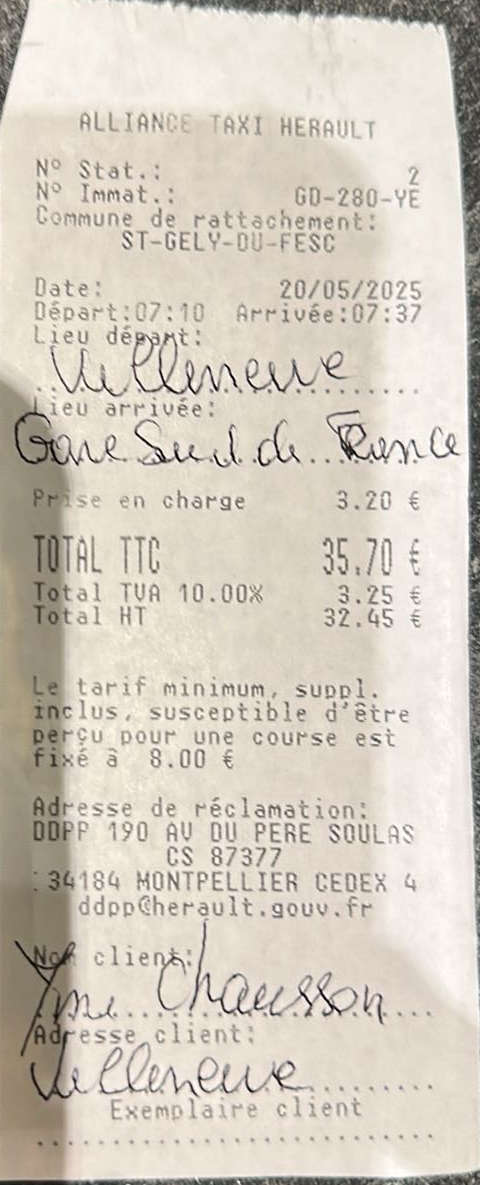 ALLIANCE TAXI HERAULT
N° Stat.: 2
N° Immat.: GD-280-YE
Commune de rattachement:
ST-GELY-DU-FESC
Date: 20/05/2025
Départ:07:10 Arrivée:07:37
Lieu départ:
Villeneuve
Lieu arrivée:
Gare Sud de France
Prise en charge 3.20 €
TOTAL TTC 35.70 €
Total TVA 10.00% 3.25 €
Total HT 32.45 €
Le tarif minimum, suppl.
inclus, susceptible d'être
perçu pour une course est
fixé à 8.00 €
Adresse de réclamation:
DDPP 190 AV DU PERE SOULAS
CS 87377
34184 MONTPELLIER CEDEX 4
ddpp@herault.gouv.fr
Nom client:
Mme Chausson
Adresse client:
Villeneuve
Exemplaire client